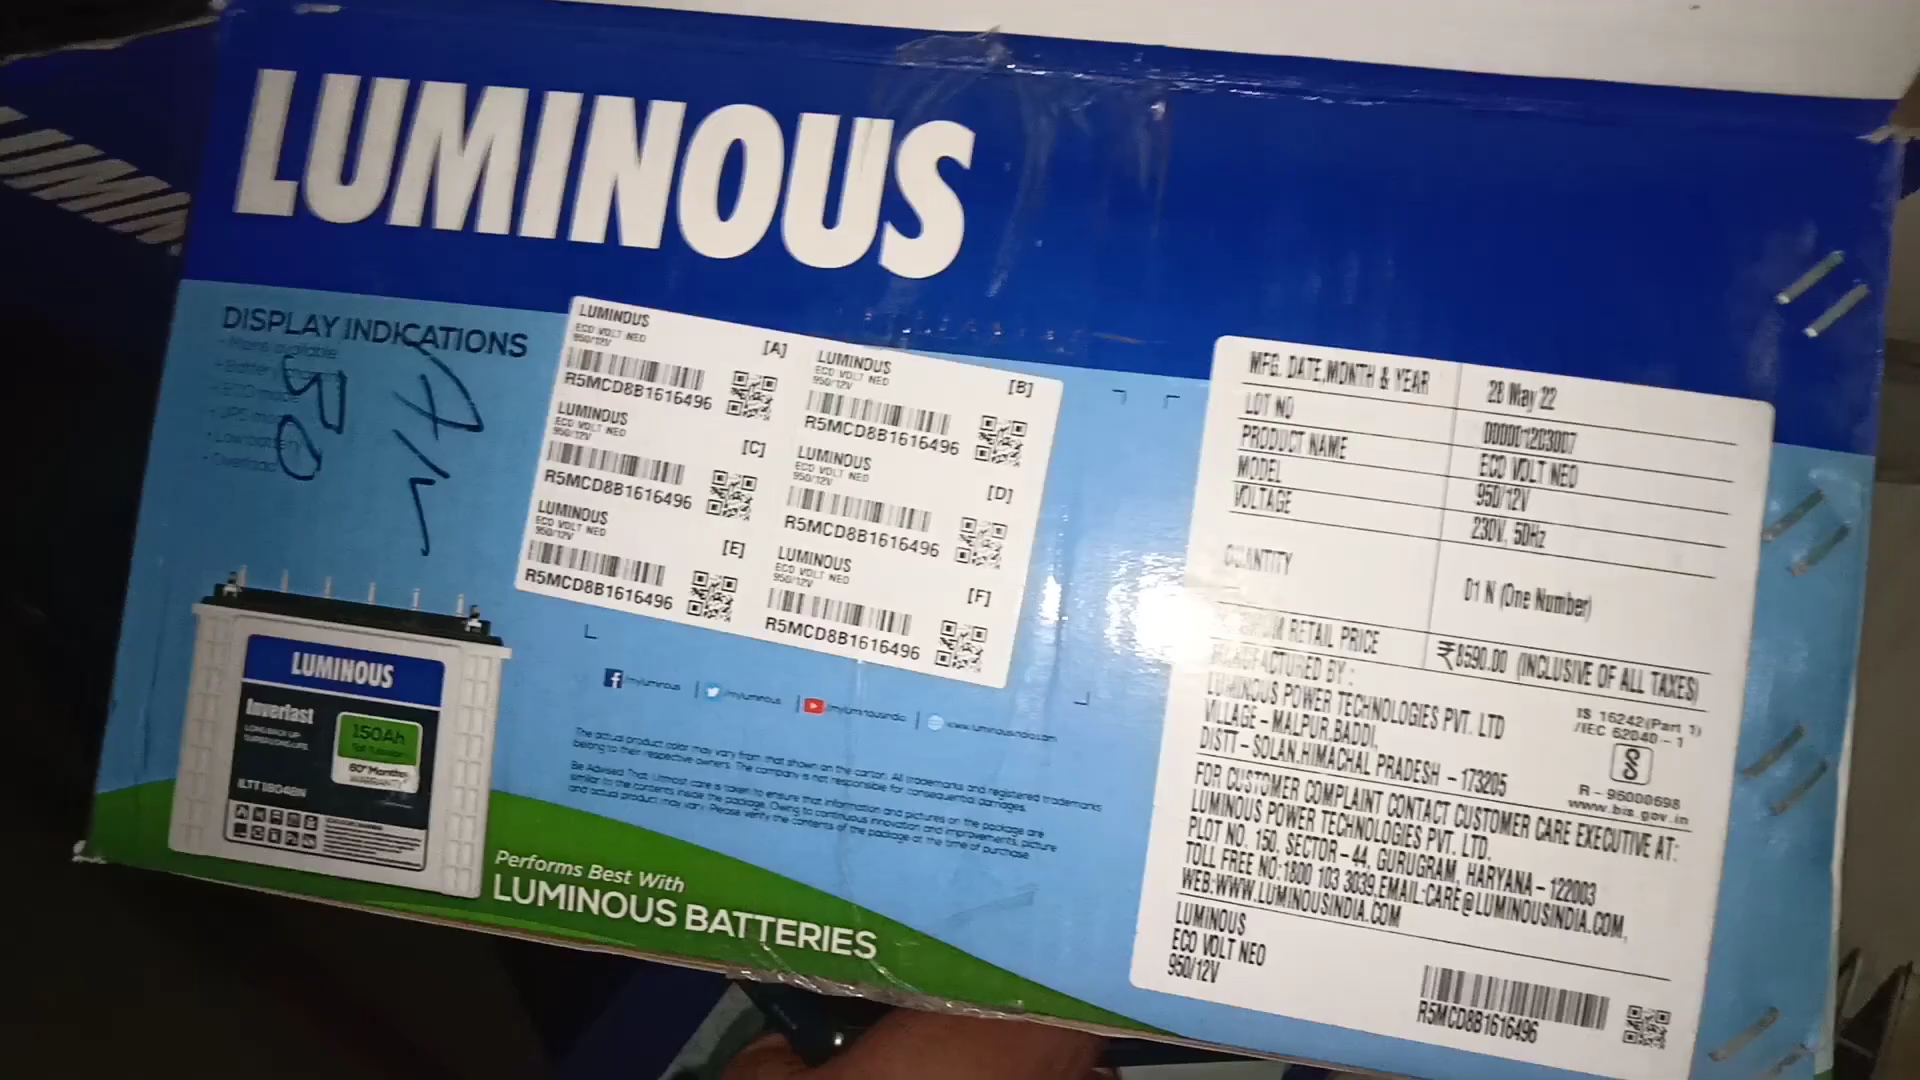 LUMINOUS
DISPLAY INDICATIONS
• Mains available
• Battery
• ECO mode
• UPS mode
• Low battery
• Overload
50
LUMINOUS
ECO VOLT NEO
950/12V
[A]
R5MCD8B1616496
LUMINOUS
ECO VOLT NEO
950/12V
[B]
R5MCD8B1616496
LUMINOUS
ECO VOLT NEO
950/12V
[C]
R5MCD8B1616496
LUMINOUS
ECO VOLT NEO
950/12V
[D]
R5MCD8B1616496
LUMINOUS
ECO VOLT NEO
950/12V
[E]
R5MCD8B1616496
LUMINOUS
ECO VOLT NEO
950/12V
[F]
R5MCD8B1616496
/myluminous
/myluminous
/myluminousindia
www.luminousindia.com
The actual product color may vary from that shown on the carton. All trademarks and registered trademarks
belong to their respective owners. The company is not responsible for consequential damages.
Be Advised That: Utmost care is taken to ensure that information and pictures on the package are
similar to the contents inside the package. Owing to continuous innovation and improvements, picture
and actual product may vary. Please verify the contents of the package at the time of purchase.
LUMINOUS
Inverlast
LONG BACK UP
SUPER LONG LIFE
150Ah
60* Months
WARRANTY
ILTT18048N
Performs Best With
LUMINOUS BATTERIES
MFG. DATE,MONTH & YEAR 28 May 22
LOT NO 000001203007
PRODUCT NAME ECO VOLT NEO
MODEL 950/12V
VOLTAGE 230V, 50Hz
QUANTITY 01 N (One Number)
RETAIL PRICE ₹8590.00 (INCLUSIVE OF ALL TAXES)
MANUFACTURED BY :
LUMINOUS POWER TECHNOLOGIES PVT. LTD
VILLAGE - MALPUR.BADDI,
DISTT - SOLAN.HIMACHAL PRADESH - 173205
IS 16242(Part 1)
/IEC 62040 - 1
R - 96000698
www.bis.gov.in
FOR CUSTOMER COMPLAINT CONTACT CUSTOMER CARE EXECUTIVE AT:
LUMINOUS POWER TECHNOLOGIES PVT. LTD.
PLOT NO. 150, SECTOR-44, GURUGRAM, HARYANA - 122003
TOLL FREE NO:1800 103 3039.EMAIL:CARE@LUMINOUSINDIA.COM,
WEB:WWW.LUMINOUSINDIA.COM
LUMINOUS
ECO VOLT NEO
950/12V
R5MCD8B1616496